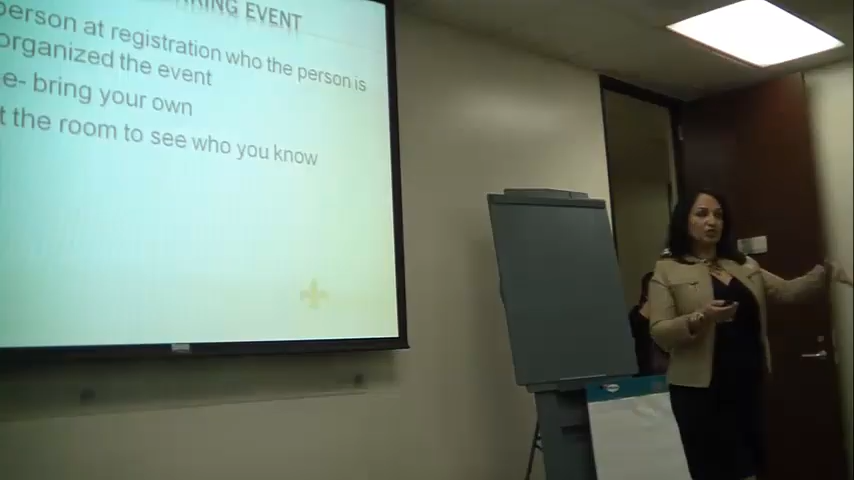 EVENT
person at registration who the person is
organized the event
e- bring your own
the room to see who you know